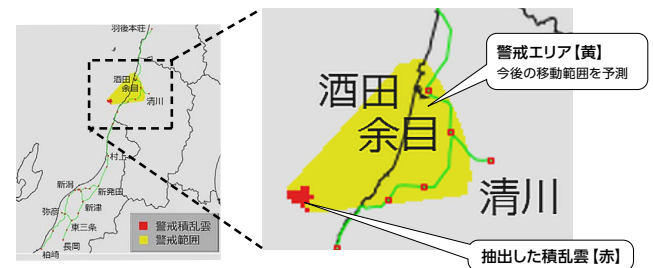 羽後本荘
酒田
余目
清川
村上
新潟
新発田
弥彦
新津
東三条
長岡
柏崎
警戒積乱雲
警戒範囲
酒田
余目
清川
警戒エリア【黄】
今後の移動範囲を予測
抽出した積乱雲【赤】